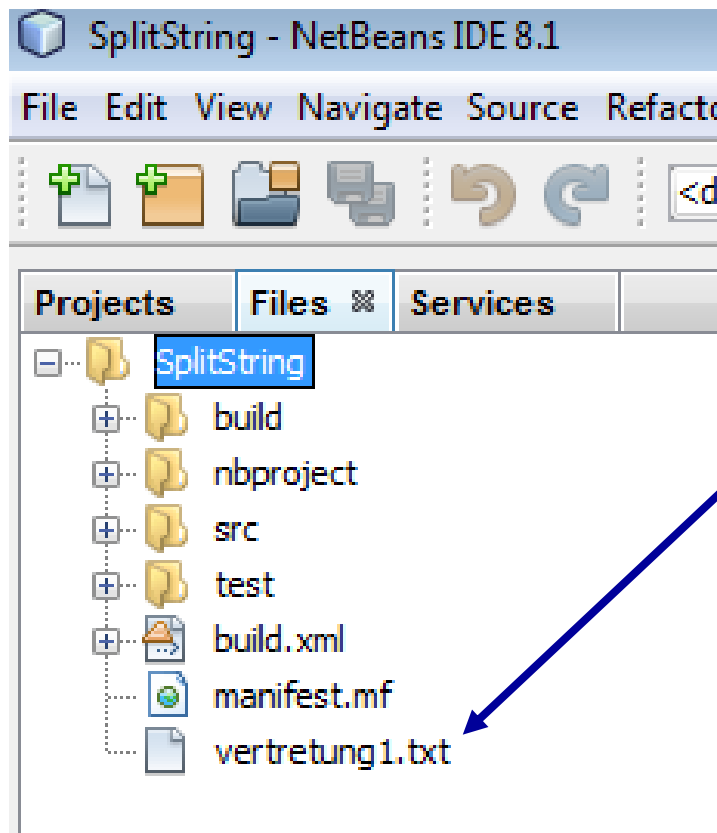 SplitString - NetBeans IDE 8.1
File Edit View Navigate Source Refacto
<d
Projects Files Services
SplitString
build
nbproject
src
test
build.xml
manifest.mf
vertretung1.txt